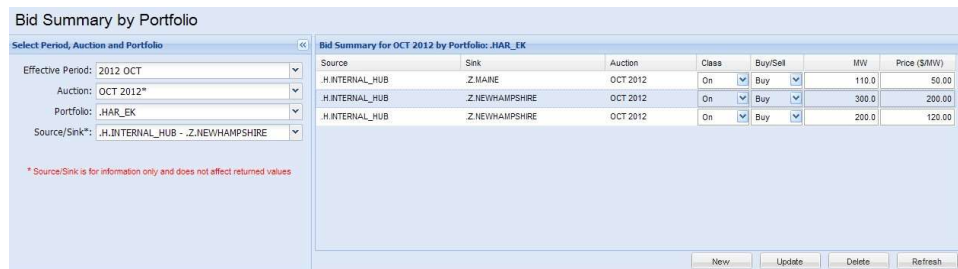 Bid Summary by Portfolio
Select Period, Auction and Portfolio
Effective Period: 2012 OCT
Auction: OCT 2012*
Portfolio: .HAR_EK
Source/Sink*: .H.INTERNAL_HUB - .Z.NEWHAMPSHIRE
* Source/Sink is for information only and does not affect returned values
Bid Summary for OCT 2012 by Portfolio: .HAR_EK
Source Sink Auction Class Buy/Sell MW Price ($/MW)
.H.INTERNAL_HUB .Z.MAINE OCT 2012 On Buy 110.0 50.00
.H.INTERNAL_HUB .Z.NEWHAMPSHIRE OCT 2012 On Buy 300.0 200.00
.H.INTERNAL_HUB .Z.NEWHAMPSHIRE OCT 2012 On Buy 200.0 120.00
New Update Delete Refresh